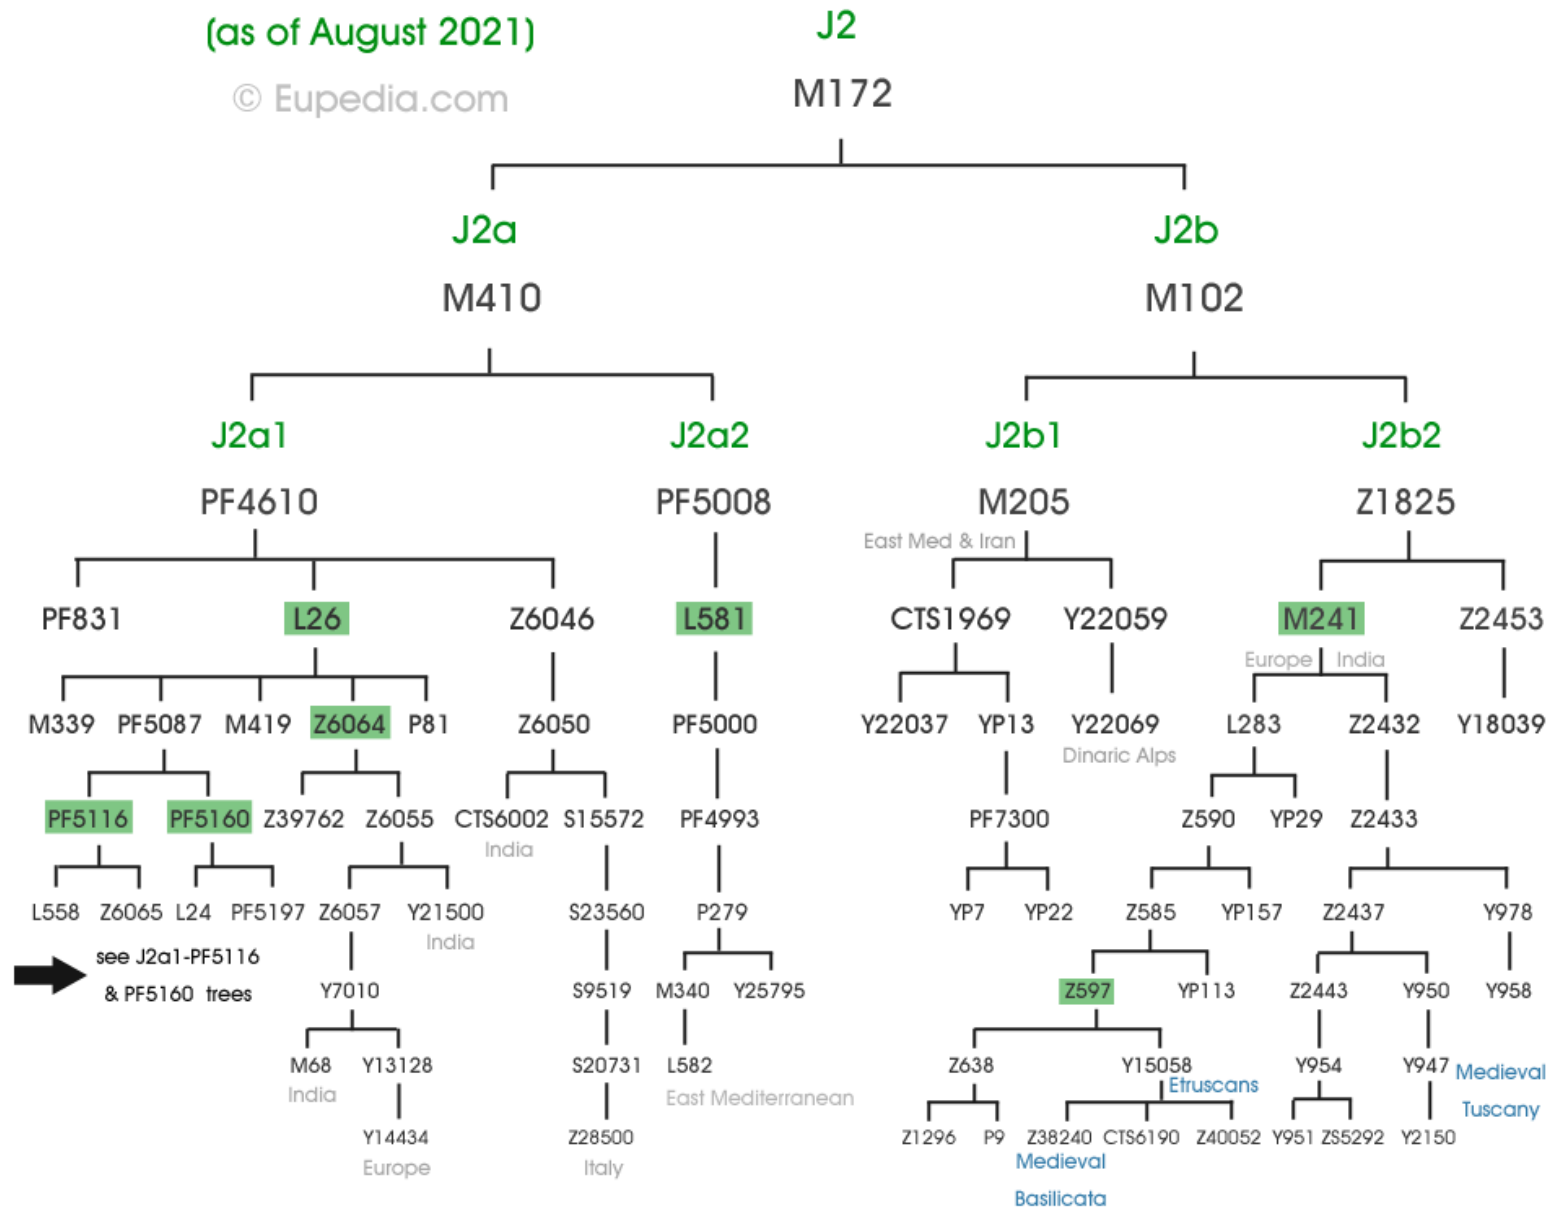 (as of August 2021)
J2
© Eupedia.com
M172
J2a
J2b
M410
M102
J2a1
J2a2
J2b1
J2b2
PF4610
PF5008
M205
Z1825
East Med & Iran
PF831
L26
Z6046
L581
CTS1969
Y22059
M241
Z2453
Europe
India
M339
PF5087
M419
Z6064
P81
Z6050
PF5000
Y22037
YP13
Y22069
L283
Z2432
Y18039
Dinaric Alps
PF5116
PF5160
Z39762
Z6055
CTS6002
S15572
PF4993
PF7300
Z590
YP29
Z2433
India
L558
Z6065
L24
PF5197
Z6057
Y21500
S23560
P279
YP7
YP22
Z585
YP157
Z2437
Y978
India
see J2a1-PF5116
& PF5160 trees
Y7010
S9519
M340
Y25795
Z597
YP113
Z2443
Y950
Y958
M68
Y13128
S20731
L582
Z638
Y15058
Y954
Y947
Medieval
Tuscany
India
East Mediterranean
Etruscans
Y14434
Z28500
Z1296
P9
Z38240
CTS6190
Z40052
Y951
ZS5292
Y2150
Europe
Italy
Medieval
Basilicata